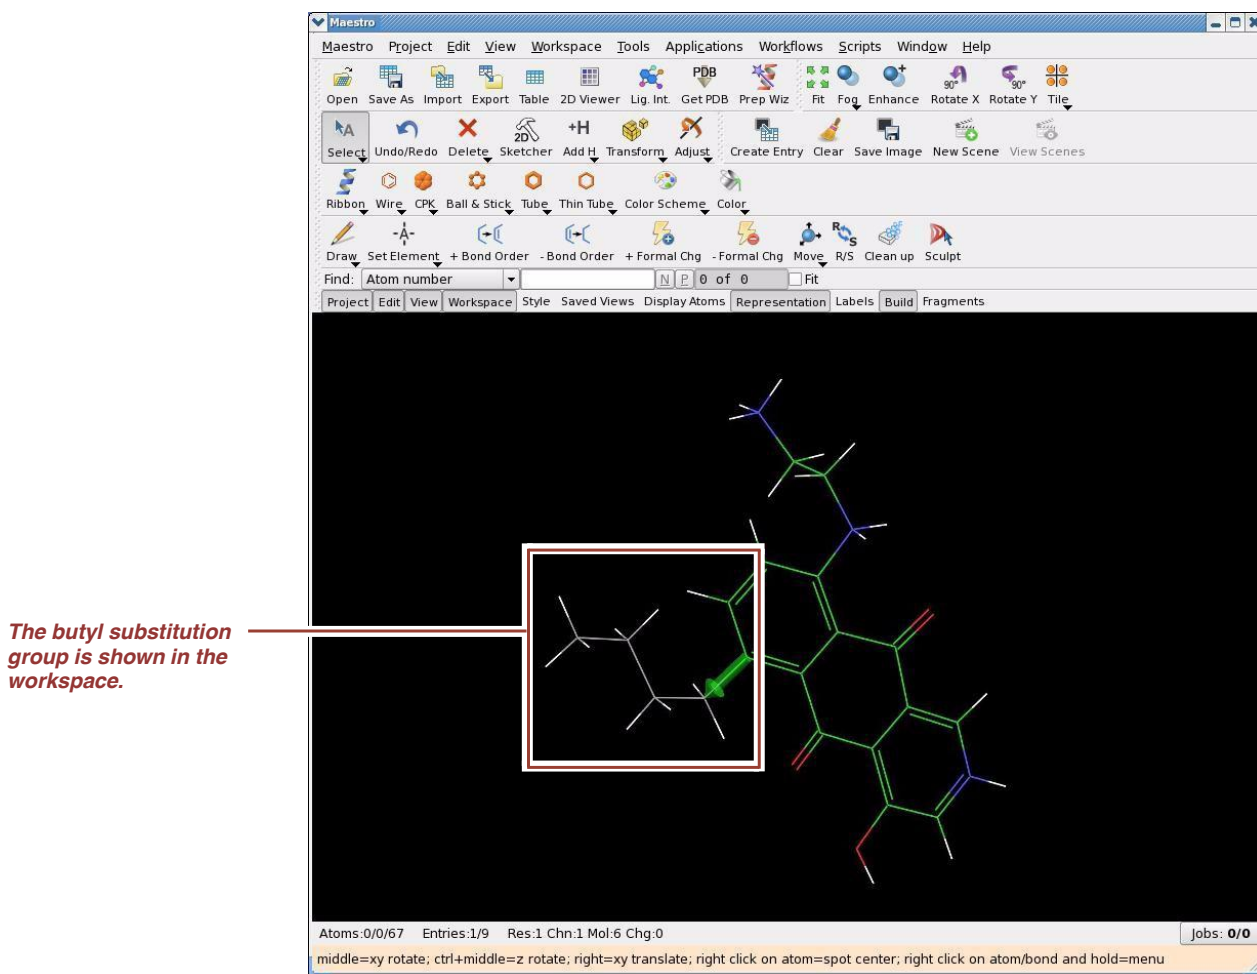 Maestro
Maestro Project Edit View Workspace Tools Applications Workflows Scripts Window Help
PDB
90° 90°
Open Save As Import Export Table 2D Viewer Lig. Int. Get PDB Prep Wiz Fit Fog Enhance Rotate X Rotate Y Tile
A 2D +H
Select Undo/Redo Delete Sketcher Add H Transform Adjust Create Entry Clear Save Image New Scene View Scenes
Ribbon Wire CPK Ball & Stick Tube Thin Tube Color Scheme Color
-A- R S
Draw Set Element + Bond Order - Bond Order + Formal Chg - Formal Chg Move R/S Clean up Sculpt
Find: Atom number N P 0 of 0 Fit
Project Edit View Workspace Style Saved Views Display Atoms Representation Labels Build Fragments
The butyl substitution
group is shown in the
workspace.
Atoms:0/0/67 Entries:1/9 Res:1 Chn:1 Mol:6 Chg:0 Jobs: 0/0
middle=xy rotate; ctrl+middle=z rotate; right=xy translate; right click on atom=spot center; right click on atom/bond and hold=menu